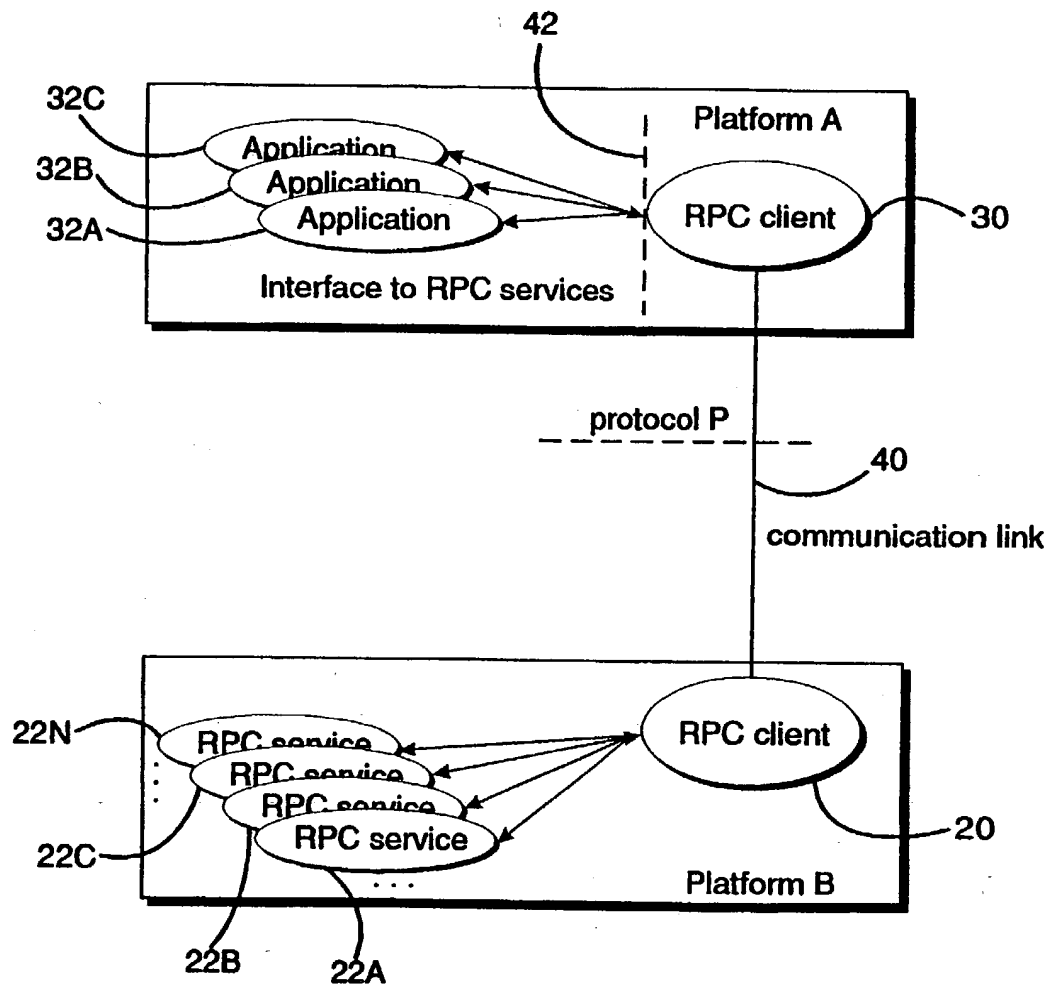 42
32C
Platform A
Application
32B
Application
32A
Application
RPC client
30
Interface to RPC services
protocol P
40
communication link
22N
RPC service
RPC client
RPC service
RPC service
RPC service
22C
20
Platform B
22B
22A